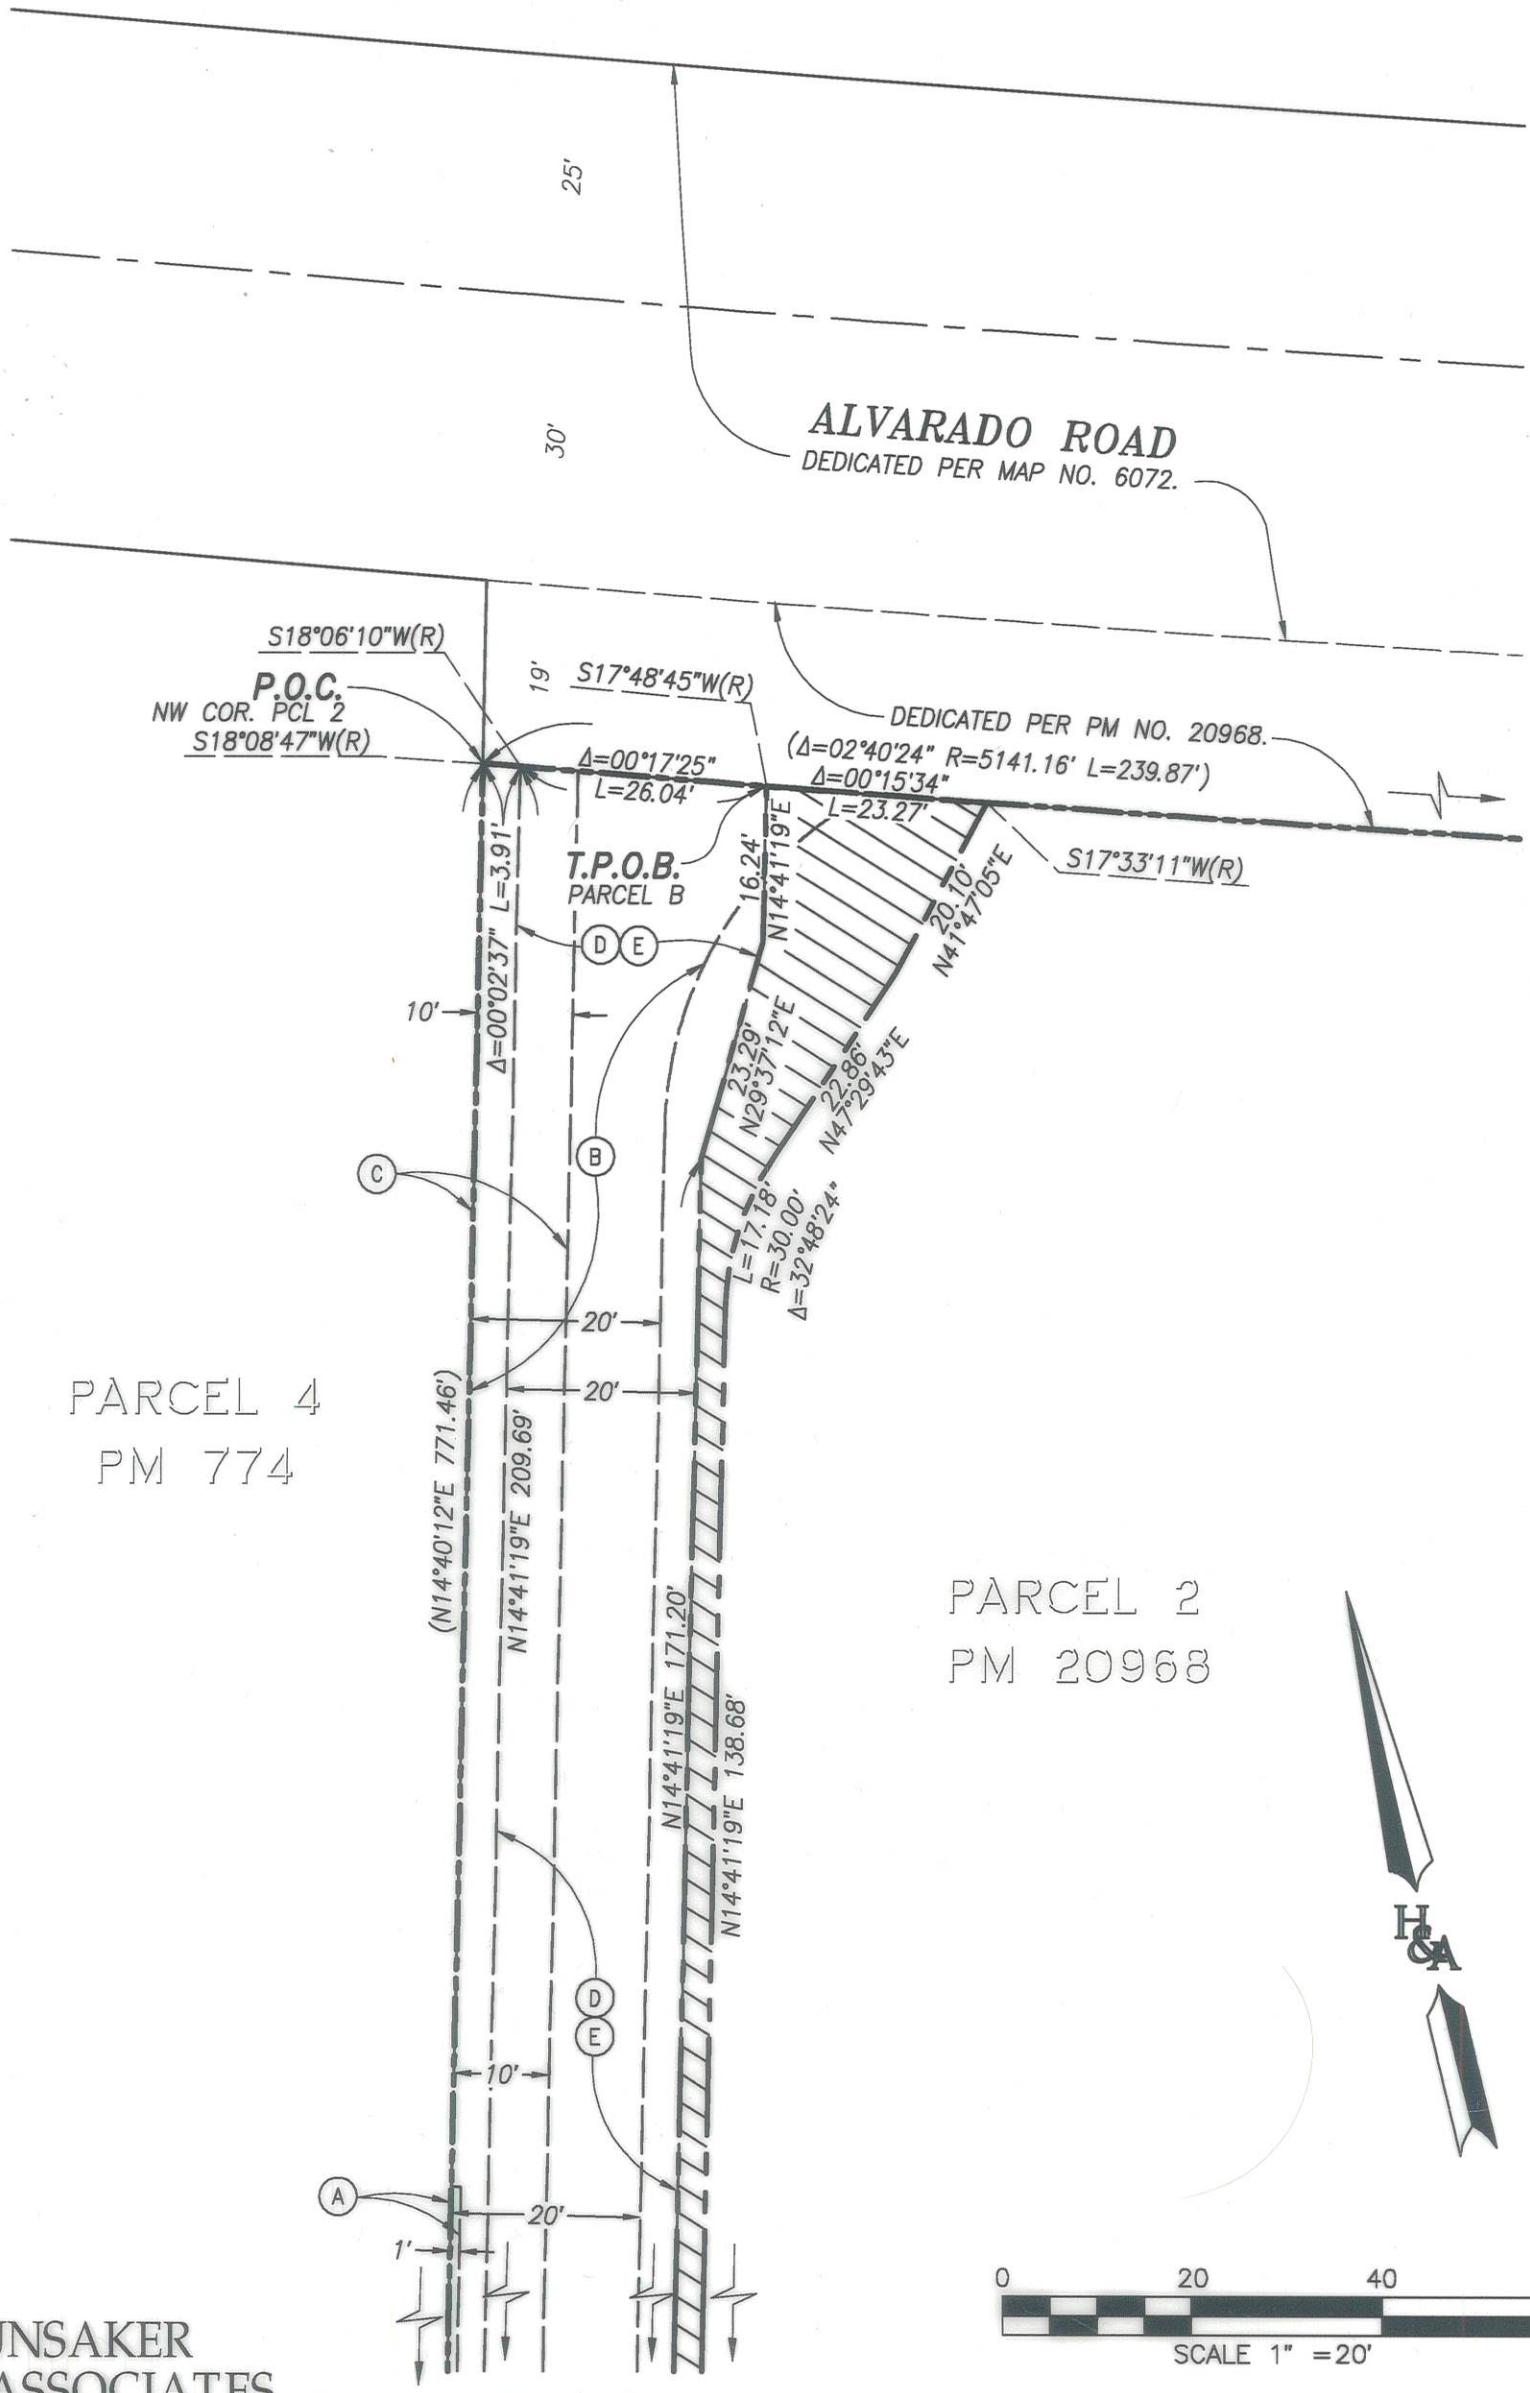 25'
30'
ALVARADO ROAD
DEDICATED PER MAP NO. 6072.
S18°06'10"W(R)
P.O.C.
NW COR. PCL 2
S18°08'47"W(R)
19'
S17°48'45"W(R)
DEDICATED PER PM NO. 20968.
(Δ=02°40'24" R=5141.16' L=239.87')
Δ=00°17'25"
L=26.04'
Δ=00°15'34"
L=23.27'
S17°33'11"W(R)
T.P.O.B.
PARCEL B
16.24'
N14°41'19"E
20.10'
N41°47'05"E
Δ=00°02'37" L=3.91'
D
E
10'
23.29'
N29°37'12"E
22.86'
N47°29'43"E
B
C
L=17.18'
R=30.00'
Δ=32°48'24"
20'
20'
PARCEL 4
PM 774
(N14°40'12"E 771.46')
N14°41'19"E 209.69'
N14°41'19"E 171.20'
N14°41'19"E 138.68'
PARCEL 2
PM 20968
H&A
D
E
10'
A
20'
1'
0 20 40
SCALE 1" =20'
UNSAKER
ASSOCIATES